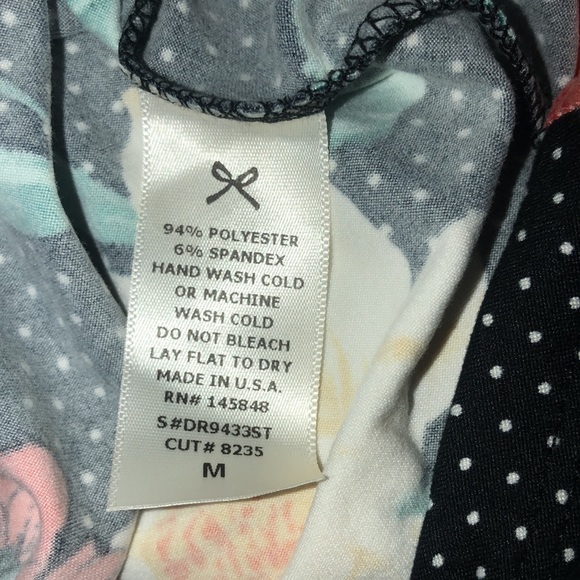 94% POLYESTER
6% SPANDEX
HAND WASH COLD
OR MACHINE
WASH COLD
DO NOT BLEACH
LAY FLAT TO DRY
MADE IN U.S.A.
RN# 145848
S#DR9433ST
CUT# 8235
M